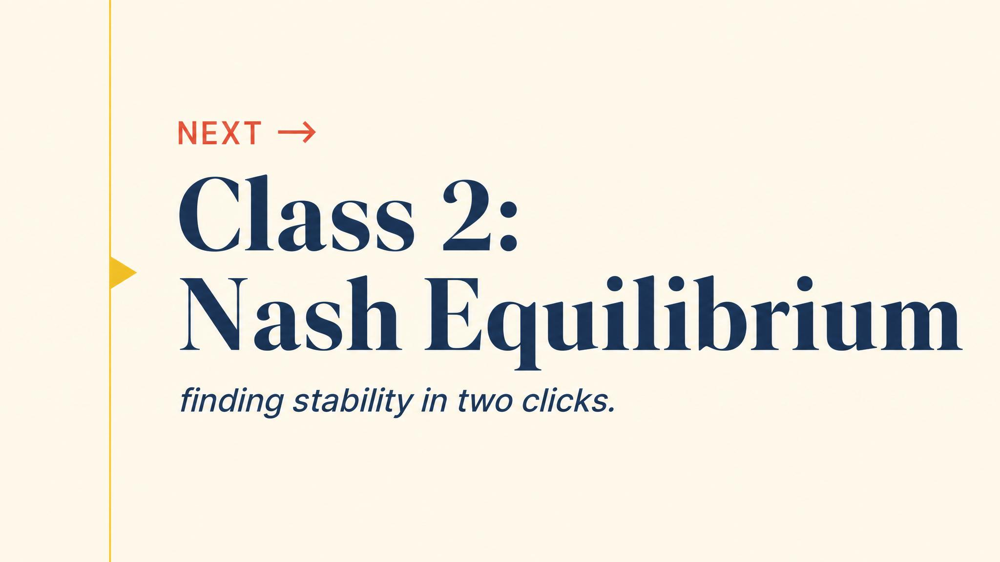 NEXT →
Class 2:
Nash Equilibrium
finding stability in two clicks.